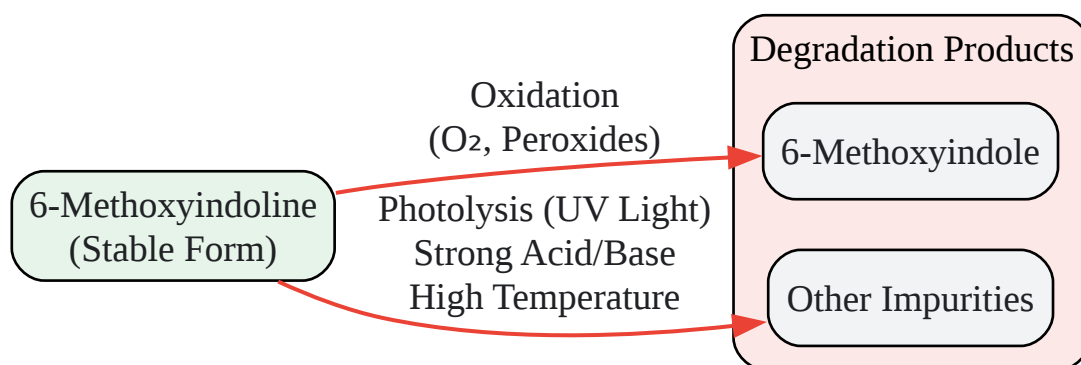 Degradation Products
Oxidation
(O₂, Peroxides)
6-Methoxyindole
6-Methoxyindoline
(Stable Form)
Photolysis (UV Light)
Strong Acid/Base
High Temperature
Other Impurities